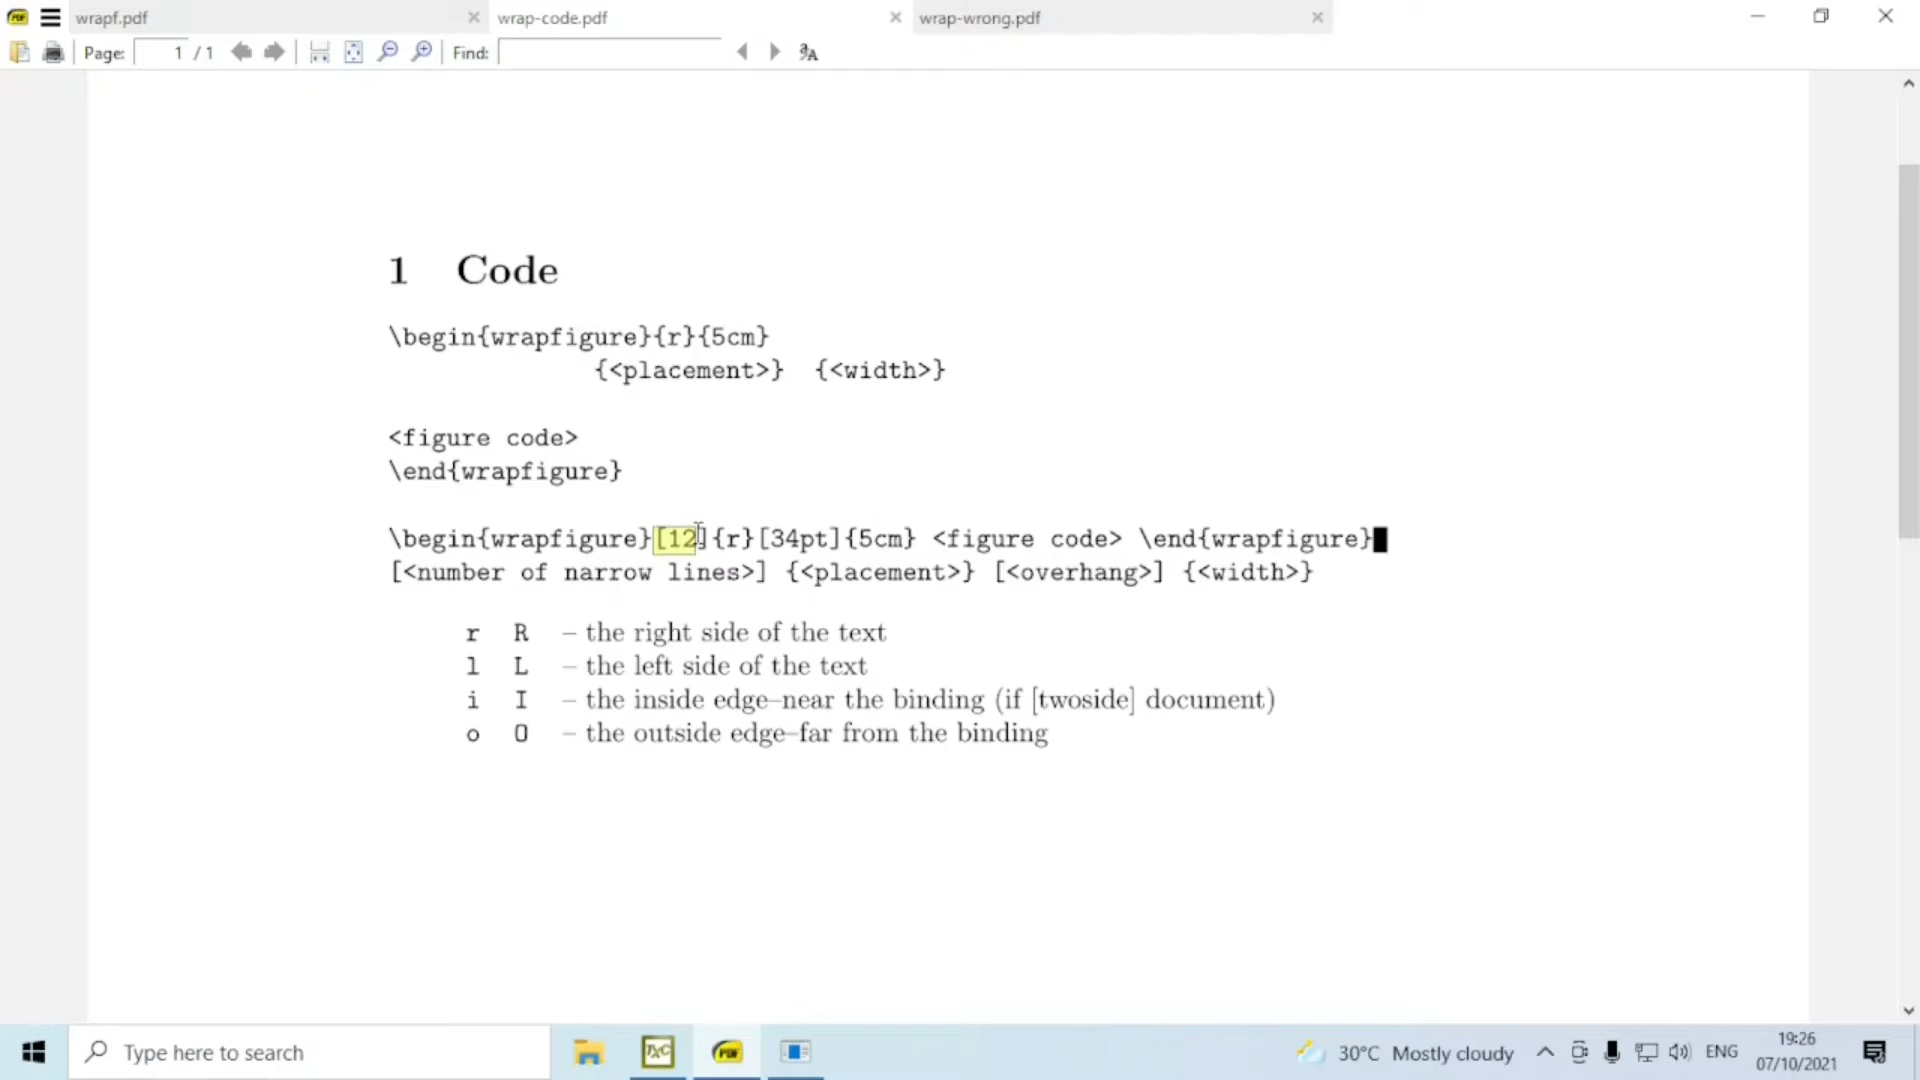 wrapf.pdf wrap-code.pdf wrap-wrong.pdf
Page: 1 / 1 Find:
1 Code
\begin{wrapfigure}{r}{5cm}
{<placement>} {<width>}
<figure code>
\end{wrapfigure}
\begin{wrapfigure}[12]{r}[34pt]{5cm} <figure code> \end{wrapfigure}
[<number of narrow lines>] {<placement>} [<overhang>] {<width>}
r R – the right side of the text
l L – the left side of the text
i I – the inside edge–near the binding (if [twoside] document)
o O – the outside edge–far from the binding
Type here to search
TXC
PDF
30°C Mostly cloudy
ENG
19:26
07/10/2021